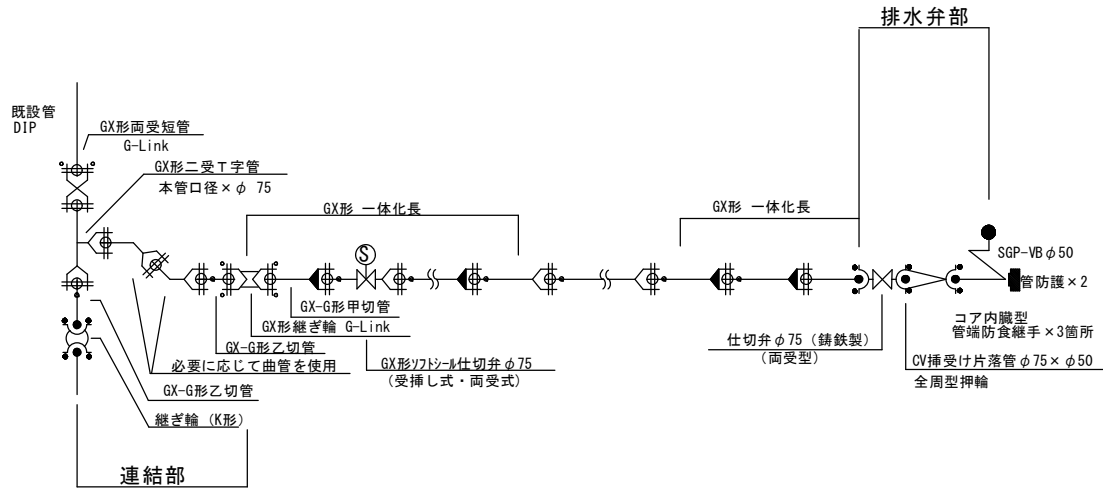 排水弁部
既設管
DIP
GX形両受短管
G-Link
GX形二受T字管
本管口径×φ 75
GX形 一体化長
GX形 一体化長
S
SGP-VBφ50
管防護×2
コア内臓型
管端防食継手×3箇所
GX-G形甲切管
GX形継ぎ輪 G-Link
仕切弁φ75 (鋳鉄製)
(両受型)
GX-G形乙切管
必要に応じて曲管を使用
GX形ソフトシール仕切弁φ75
(受挿し式・両受式)
CV挿受け片落管φ75×φ50
全周型押輪
GX-G形乙切管
継ぎ輪 (K形)
連結部